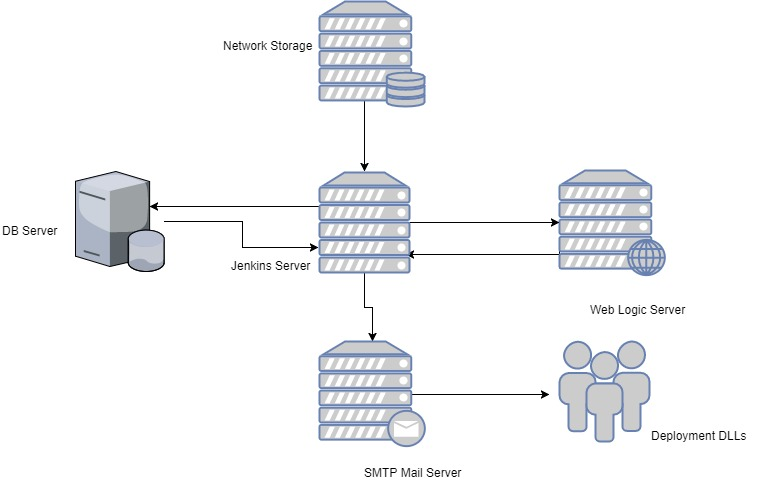 Network Storage
DB Server
Jenkins Server
Web Logic Server
Deployment DLLs
SMTP Mail Server